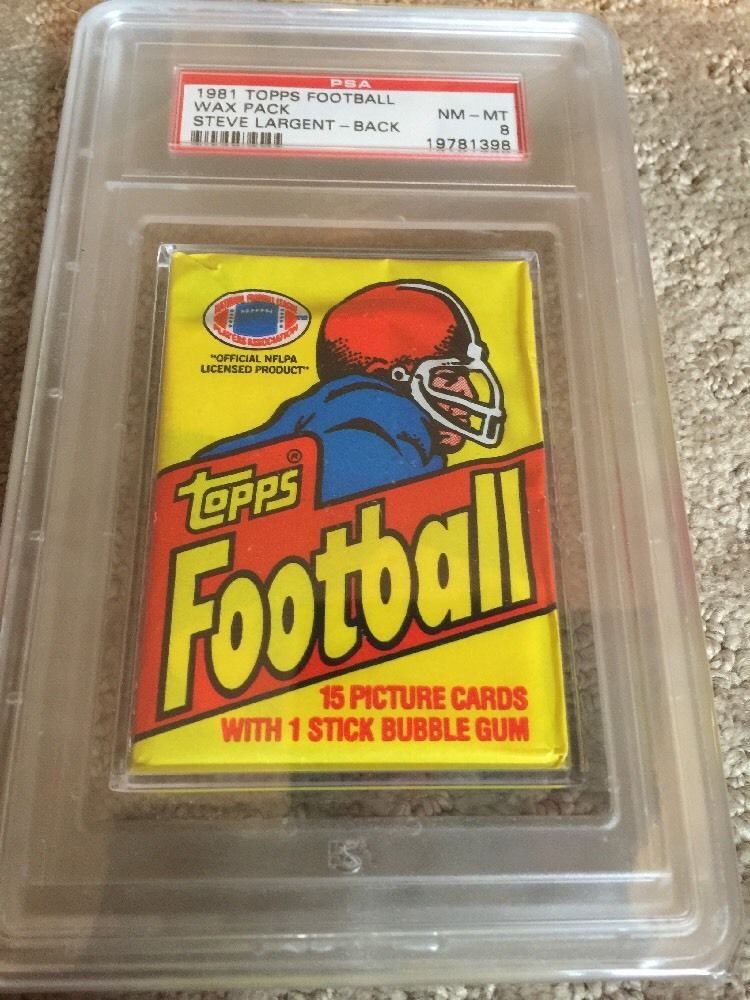 PSA
1981 TOPPS FOOTBALL
WAX PACK
STEVE LARGENT - BACK
NM - MT
8
19781398
"OFFICIAL NFLPA
LICENSED PRODUCT"
topps®
Football
15 PICTURE CARDS
WITH 1 STICK BUBBLE GUM